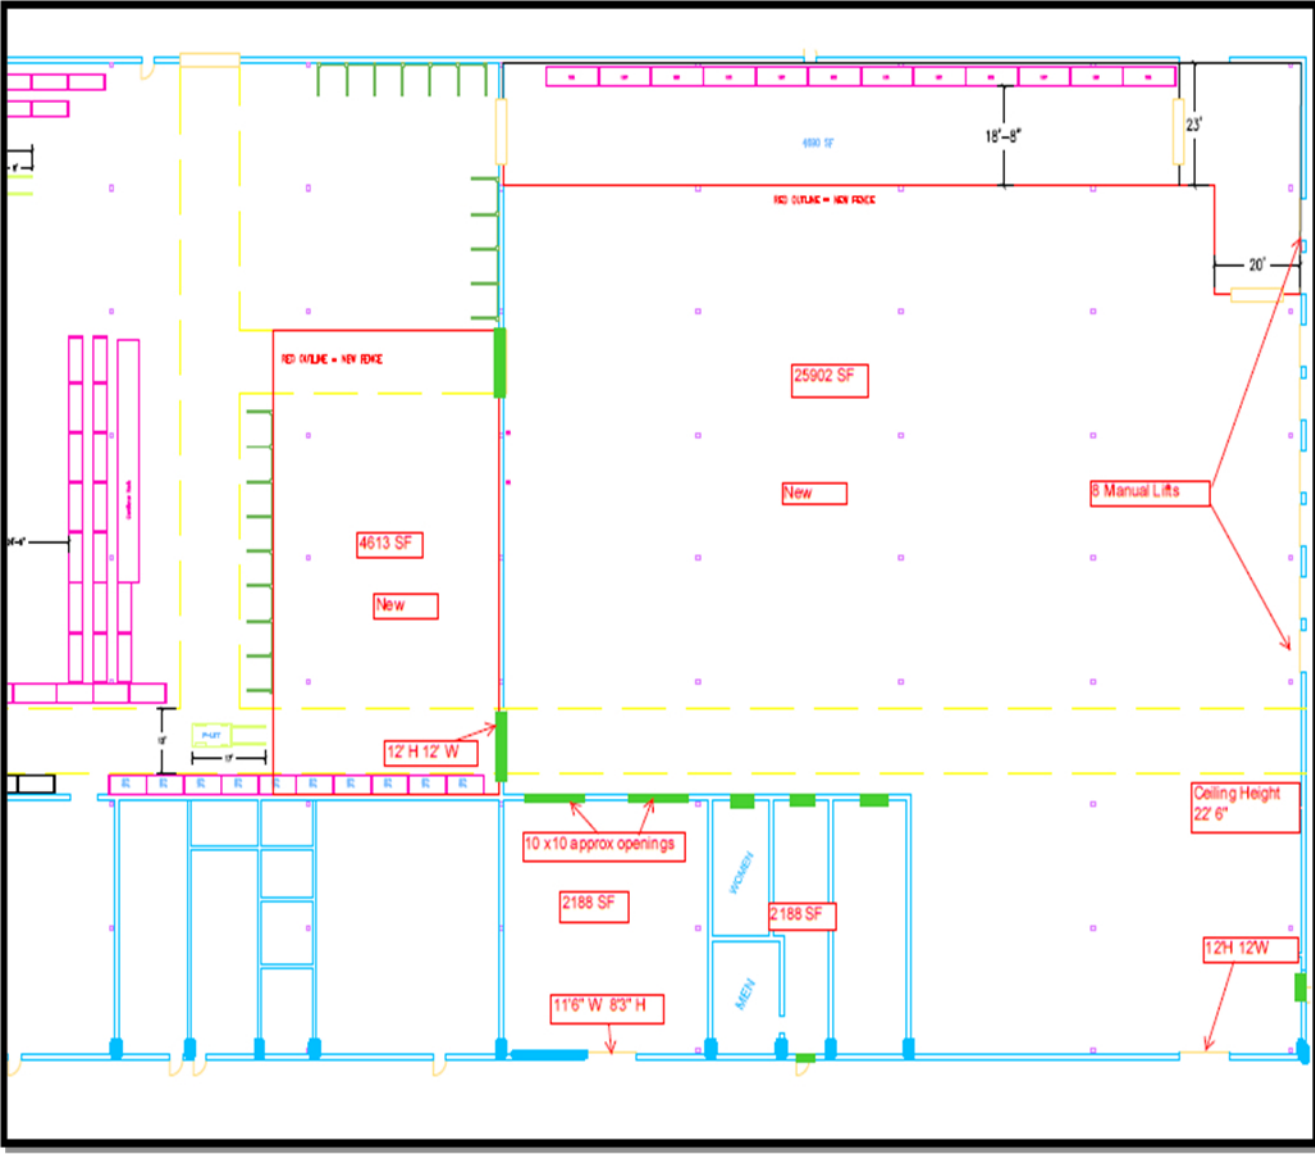 23'
18'-8"
4690 SF
RED OUTLINE = NEW FENCE
20'
RED OUTLINE = NEW FENCE
25902 SF
New
8 Manual Lifts
4613 SF
New
12' H 12' W
Ceiling Height
22' 6"
10 x10 approx openings
WOMEN
2188 SF
2188 SF
12'H 12'W
MEN
11'6" W 8'3" H